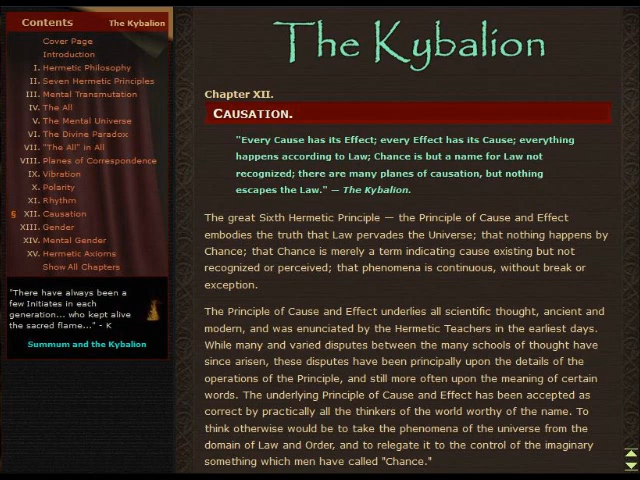 Contents The Kybalion
Cover Page
Introduction
I. Hermetic Philosophy
II. Seven Hermetic Principles
III. Mental Transmutation
IV. The All
V. The Mental Universe
VI. The Divine Paradox
VII. "The All" in All
VIII. Planes of Correspondence
IX. Vibration
X. Polarity
XI. Rhythm
§ XII. Causation
XIII. Gender
XIV. Mental Gender
XV. Hermetic Axioms
Show All Chapters
"There have always been a
few Initiates in each
generation... who kept alive
the sacred flame..." - K
Summum and the Kybalion
The Kybalion
Chapter XII.
CAUSATION.
"Every Cause has its Effect; every Effect has its Cause; everything
happens according to Law; Chance is but a name for Law not
recognized; there are many planes of causation, but nothing
escapes the Law." — The Kybalion.
The great Sixth Hermetic Principle — the Principle of Cause and Effect
embodies the truth that Law pervades the Universe; that nothing happens by
Chance; that Chance is merely a term indicating cause existing but not
recognized or perceived; that phenomena is continuous, without break or
exception.
The Principle of Cause and Effect underlies all scientific thought, ancient and
modern, and was enunciated by the Hermetic Teachers in the earliest days.
While many and varied disputes between the many schools of thought have
since arisen, these disputes have been principally upon the details of the
operations of the Principle, and still more often upon the meaning of certain
words. The underlying Principle of Cause and Effect has been accepted as
correct by practically all the thinkers of the world worthy of the name. To
think otherwise would be to take the phenomena of the universe from the
domain of Law and Order, and to relegate it to the control of the imaginary
something which men have called "Chance."